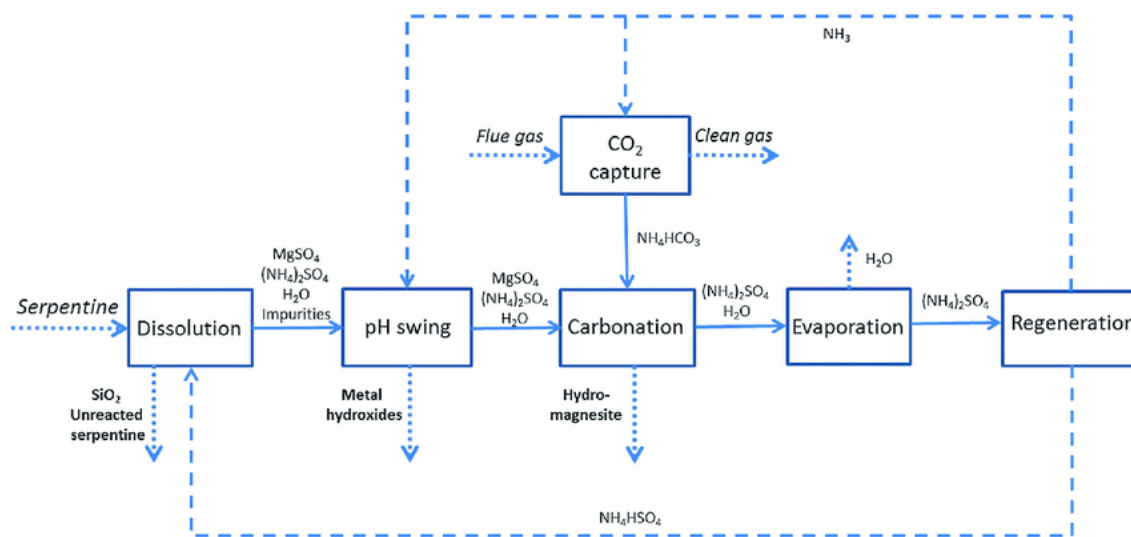 NH₃
Flue gas
CO₂
capture
Clean gas
NH₄HCO₃
H₂O
Serpentine
Dissolution
MgSO₄
(NH₄)₂SO₄
H₂O
Impurities
pH swing
MgSO₄
(NH₄)₂SO₄
H₂O
Carbonation
(NH₄)₂SO₄
H₂O
Evaporation
(NH₄)₂SO₄
Regeneration
SiO₂
Unreacted
serpentine
Metal
hydroxides
Hydro-
magnesite
NH₄HSO₄